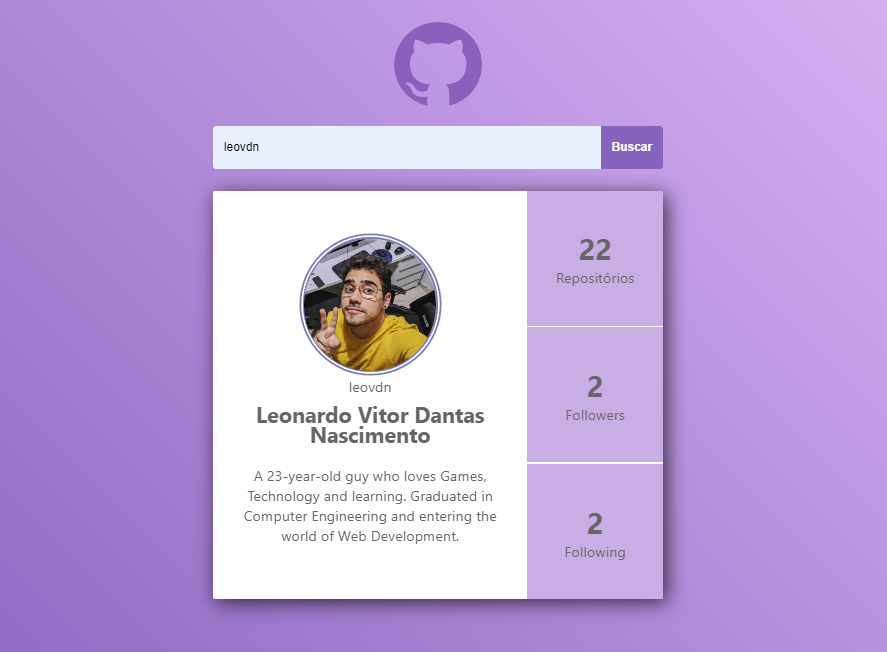 leovdn
Buscar
leovdn
Leonardo Vitor Dantas
Nascimento
A 23-year-old guy who loves Games,
Technology and learning. Graduated in
Computer Engineering and entering the
world of Web Development.
22
Repositórios
2
Followers
2
Following